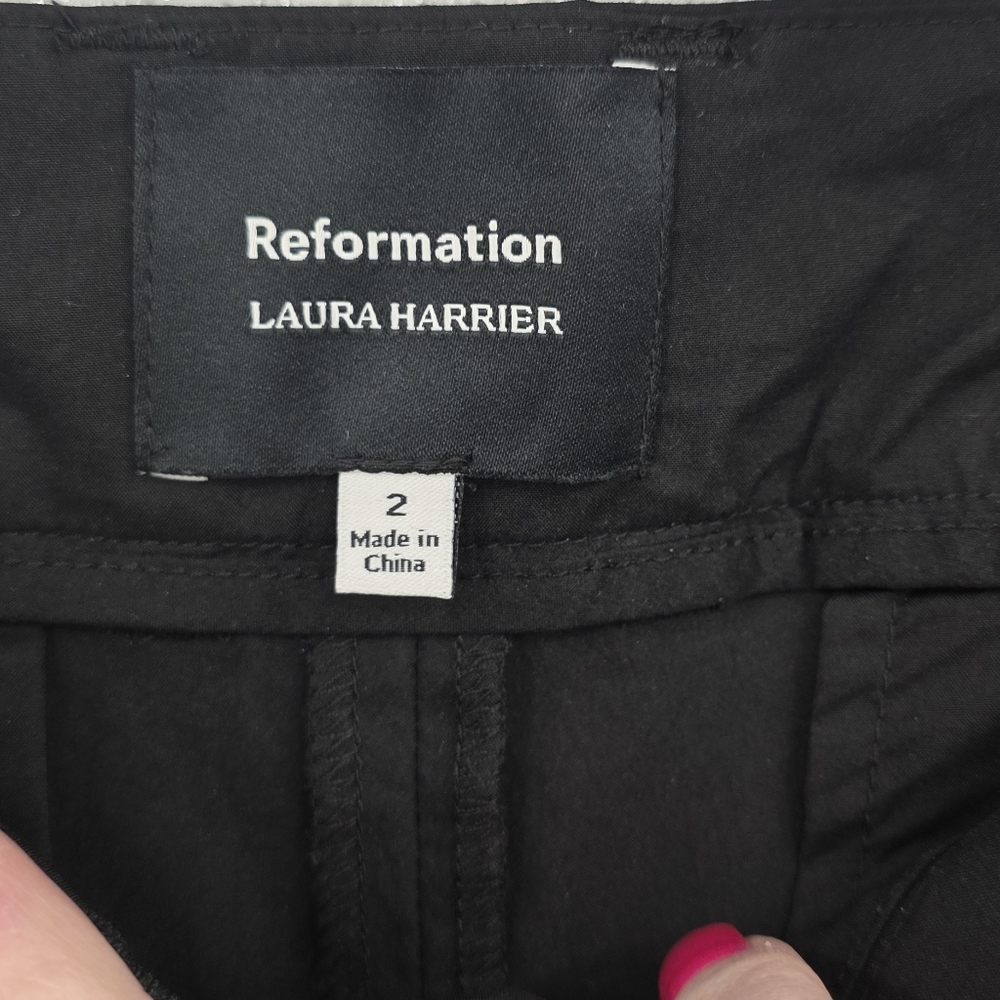 Reformation
LAURA HARRIER
2
Made in
China